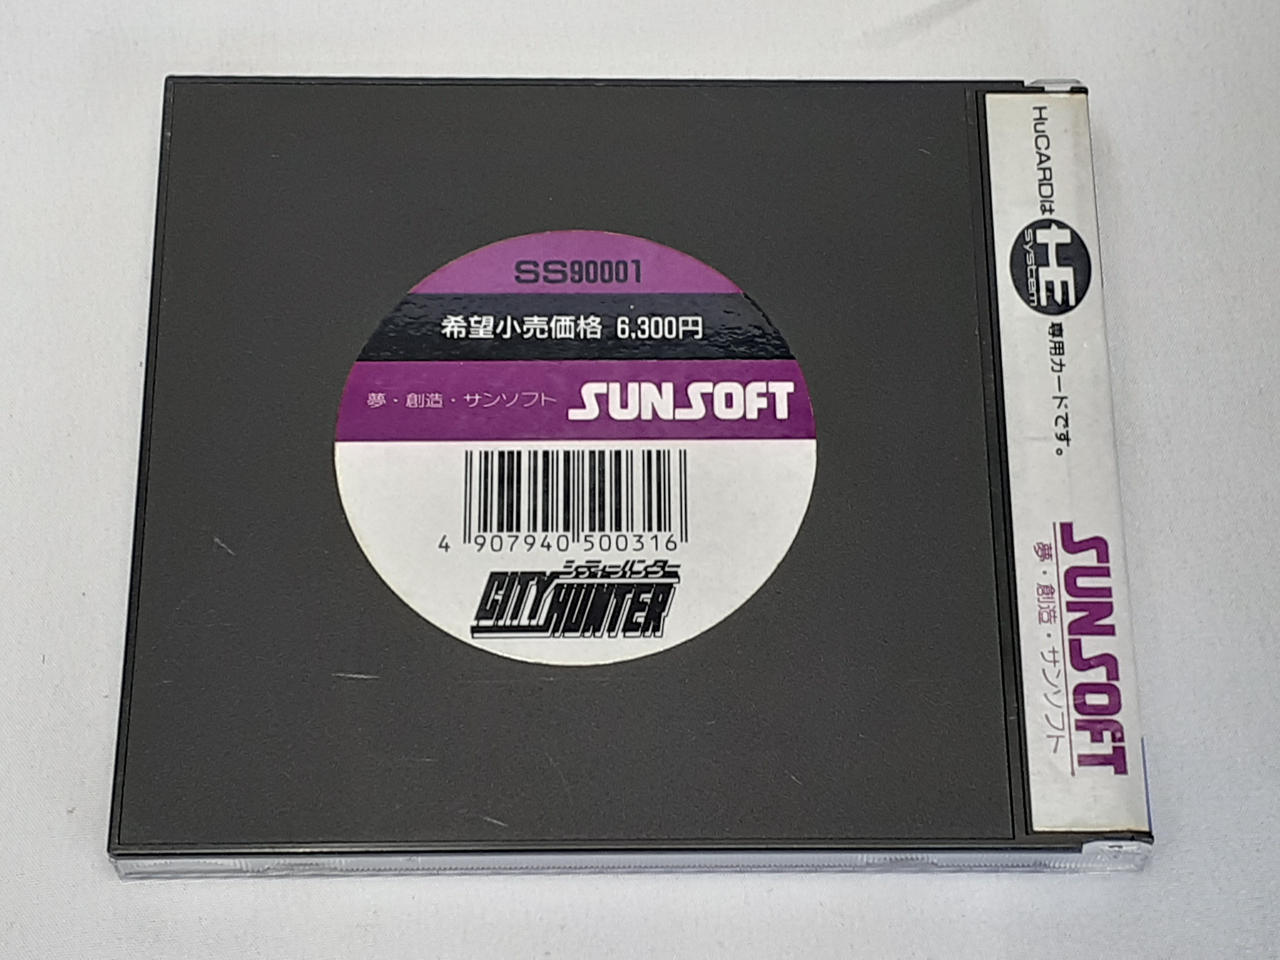 SS90001
希望小売価格 6,300円
夢・創造・サンソフト SUNSOFT
4 907940 500316
シティーハンター
CITY HUNTER
HuCARDは HE system 専用カードです。
SUNSOFT
夢・創造・サンソフト